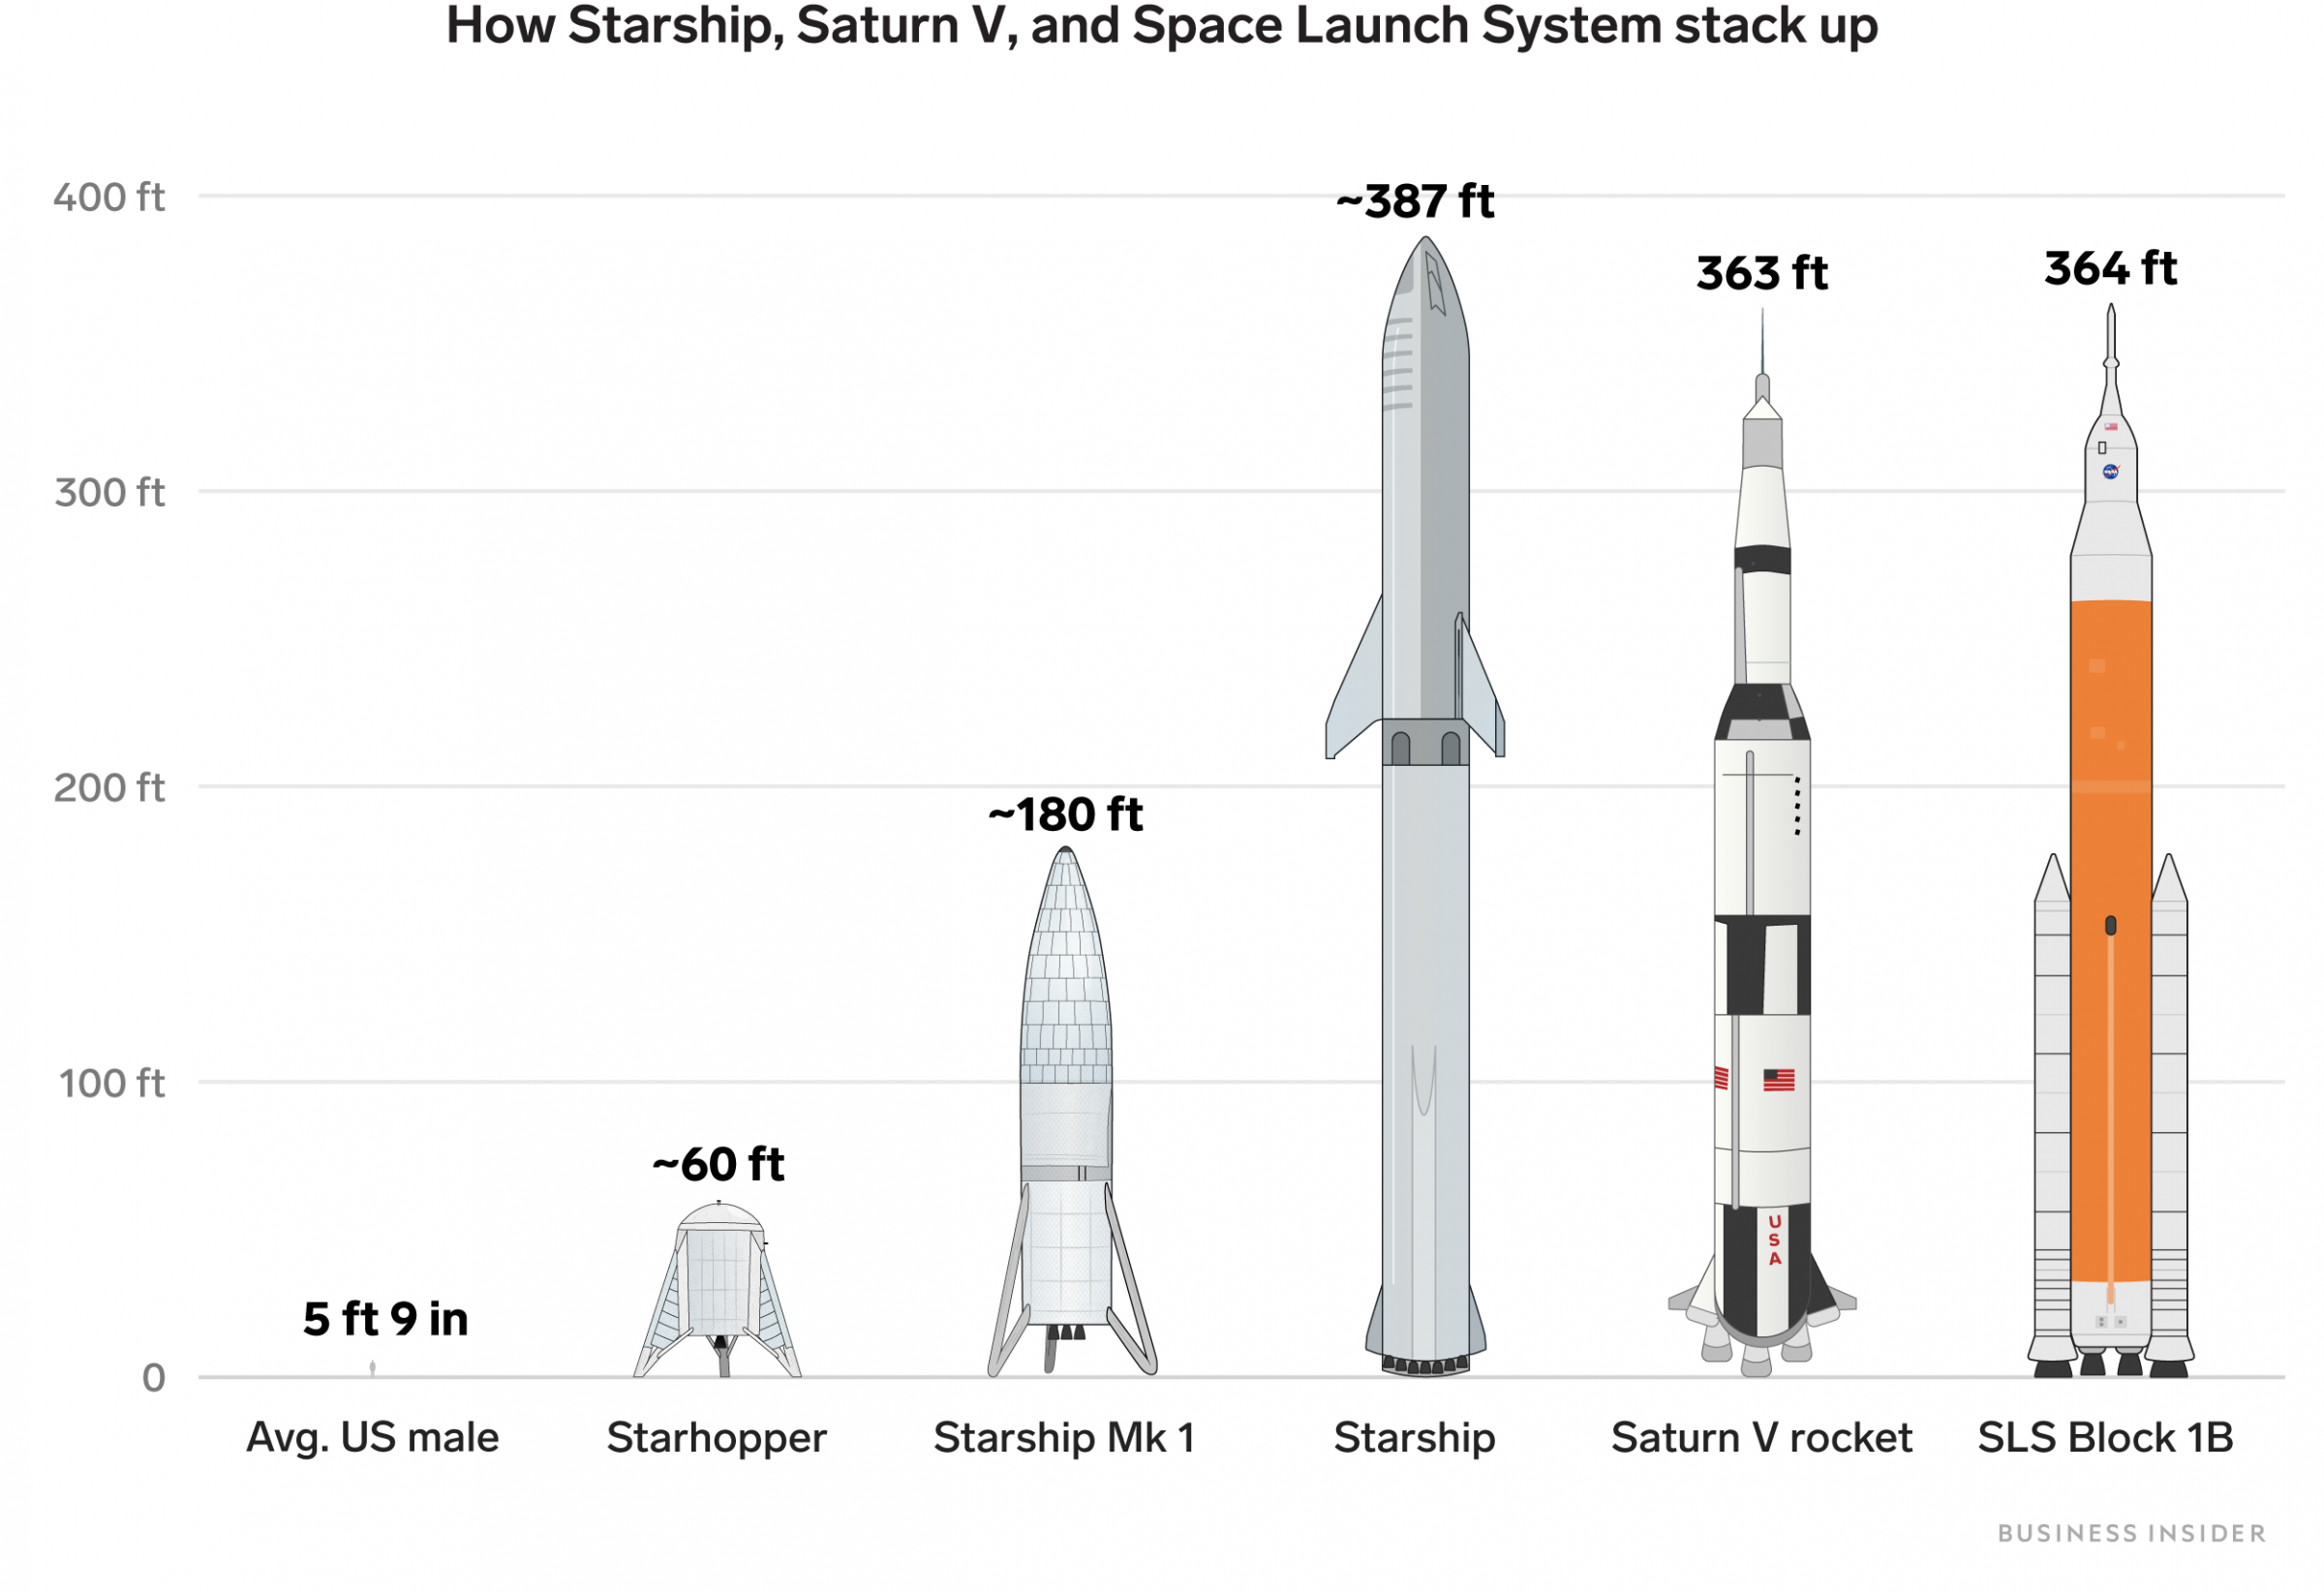 How Starship, Saturn V, and Space Launch System stack up
400 ft
300 ft
200 ft
100 ft
0
5 ft 9 in
~60 ft
~180 ft
~387 ft
363 ft
364 ft
USA
Avg. US male
Starhopper
Starship Mk 1
Starship
Saturn V rocket
SLS Block 1B
BUSINESS INSIDER